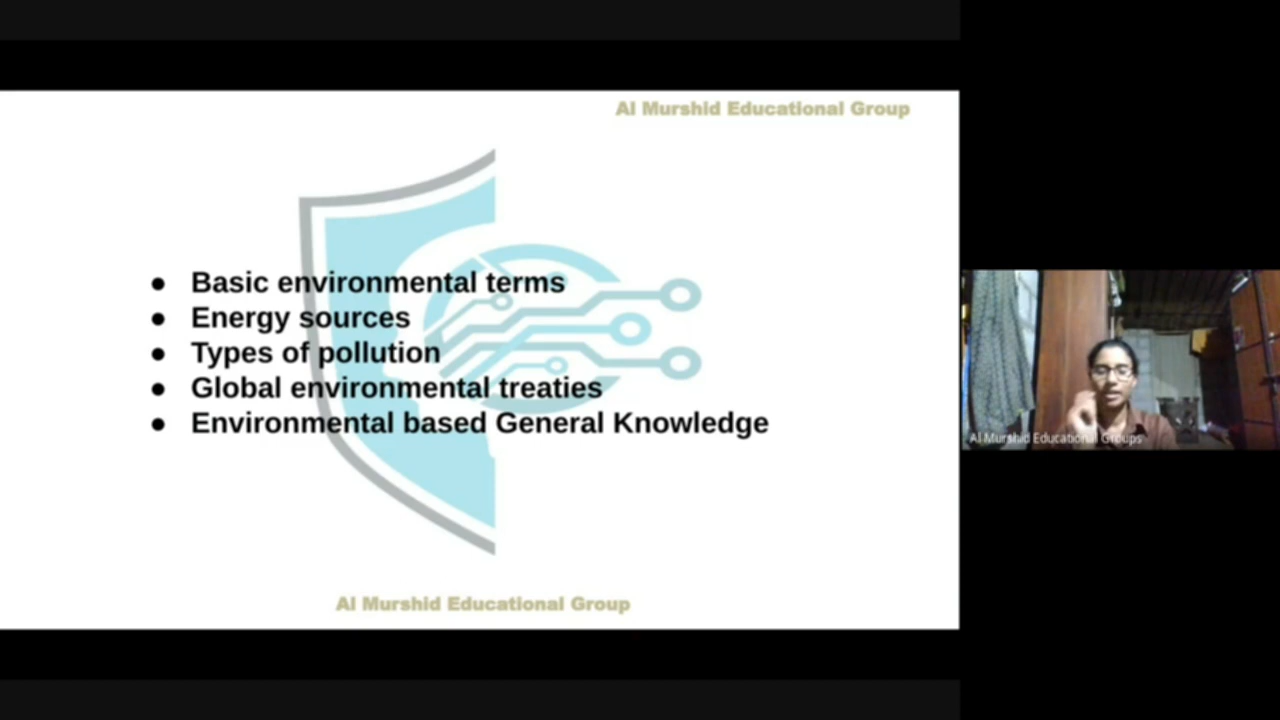 Al Murshid Educational Group
● Basic environmental terms
● Energy sources
● Types of pollution
● Global environmental treaties
● Environmental based General Knowledge
Al Murshid Educational Groups
Al Murshid Educational Group